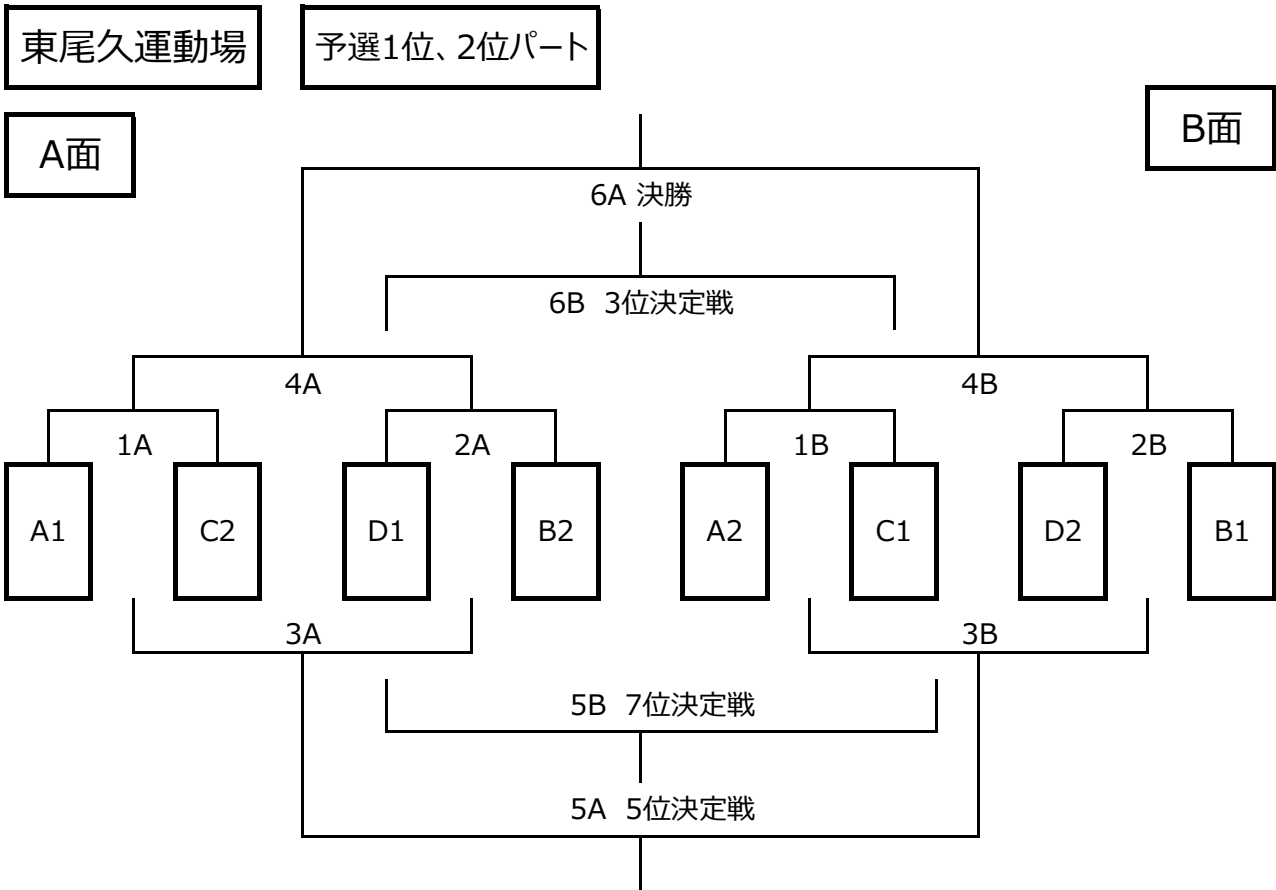 東尾久運動場
予選1位、2位パート
A面
B面
6A 決勝
6B 3位決定戦
4A
4B
1A
2A
1B
2B
A1
C2
D1
B2
A2
C1
D2
B1
3A
3B
5B 7位決定戦
5A 5位決定戦